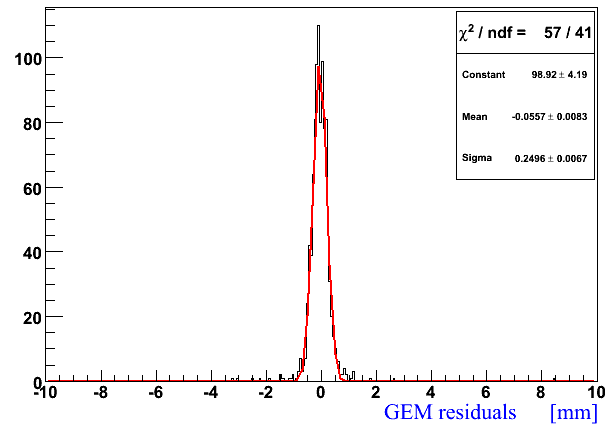 χ² / ndf = 57 / 41
Constant 98.92 ± 4.19
Mean -0.0557 ± 0.0083
Sigma 0.2496 ± 0.0067
100
80
60
40
20
0
-10 -8 -6 -4 -2 0 2 4 6 8 10
GEM residuals [mm]